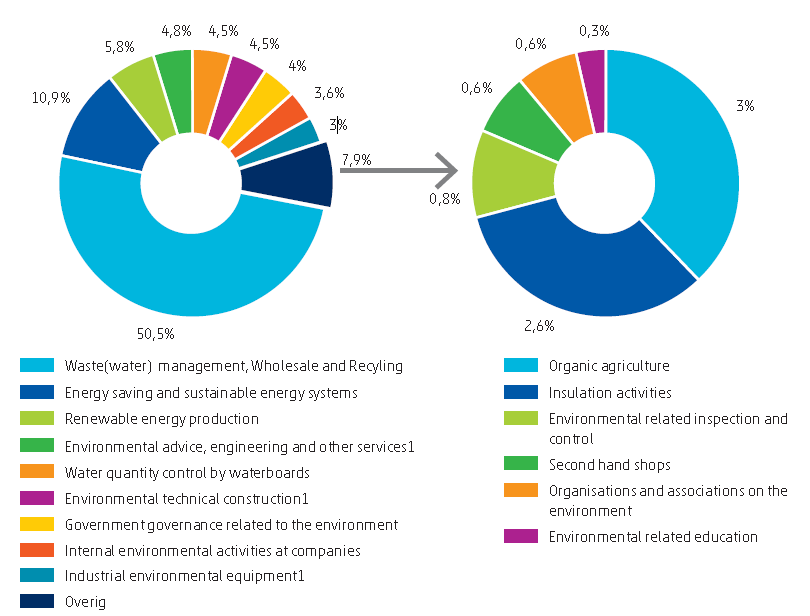 4,8%
4,5%
4,5%
0,3%
5,8%
0,6%
4%
10,9%
0,6%
3,6%
3%
3%
7,9%
0,8%
50,5%
2,6%
Waste(water) management, Wholesale and Recyling
Energy saving and sustainable energy systems
Renewable energy production
Environmental advice, engineering and other services1
Water quantity control by waterboards
Environmental technical construction1
Government governance related to the environment
Internal environmental activities at companies
Industrial environmental equipment1
Overig
Organic agriculture
Insulation activities
Environmental related inspection and
control
Second hand shops
Organisations and associations on the
environment
Environmental related education